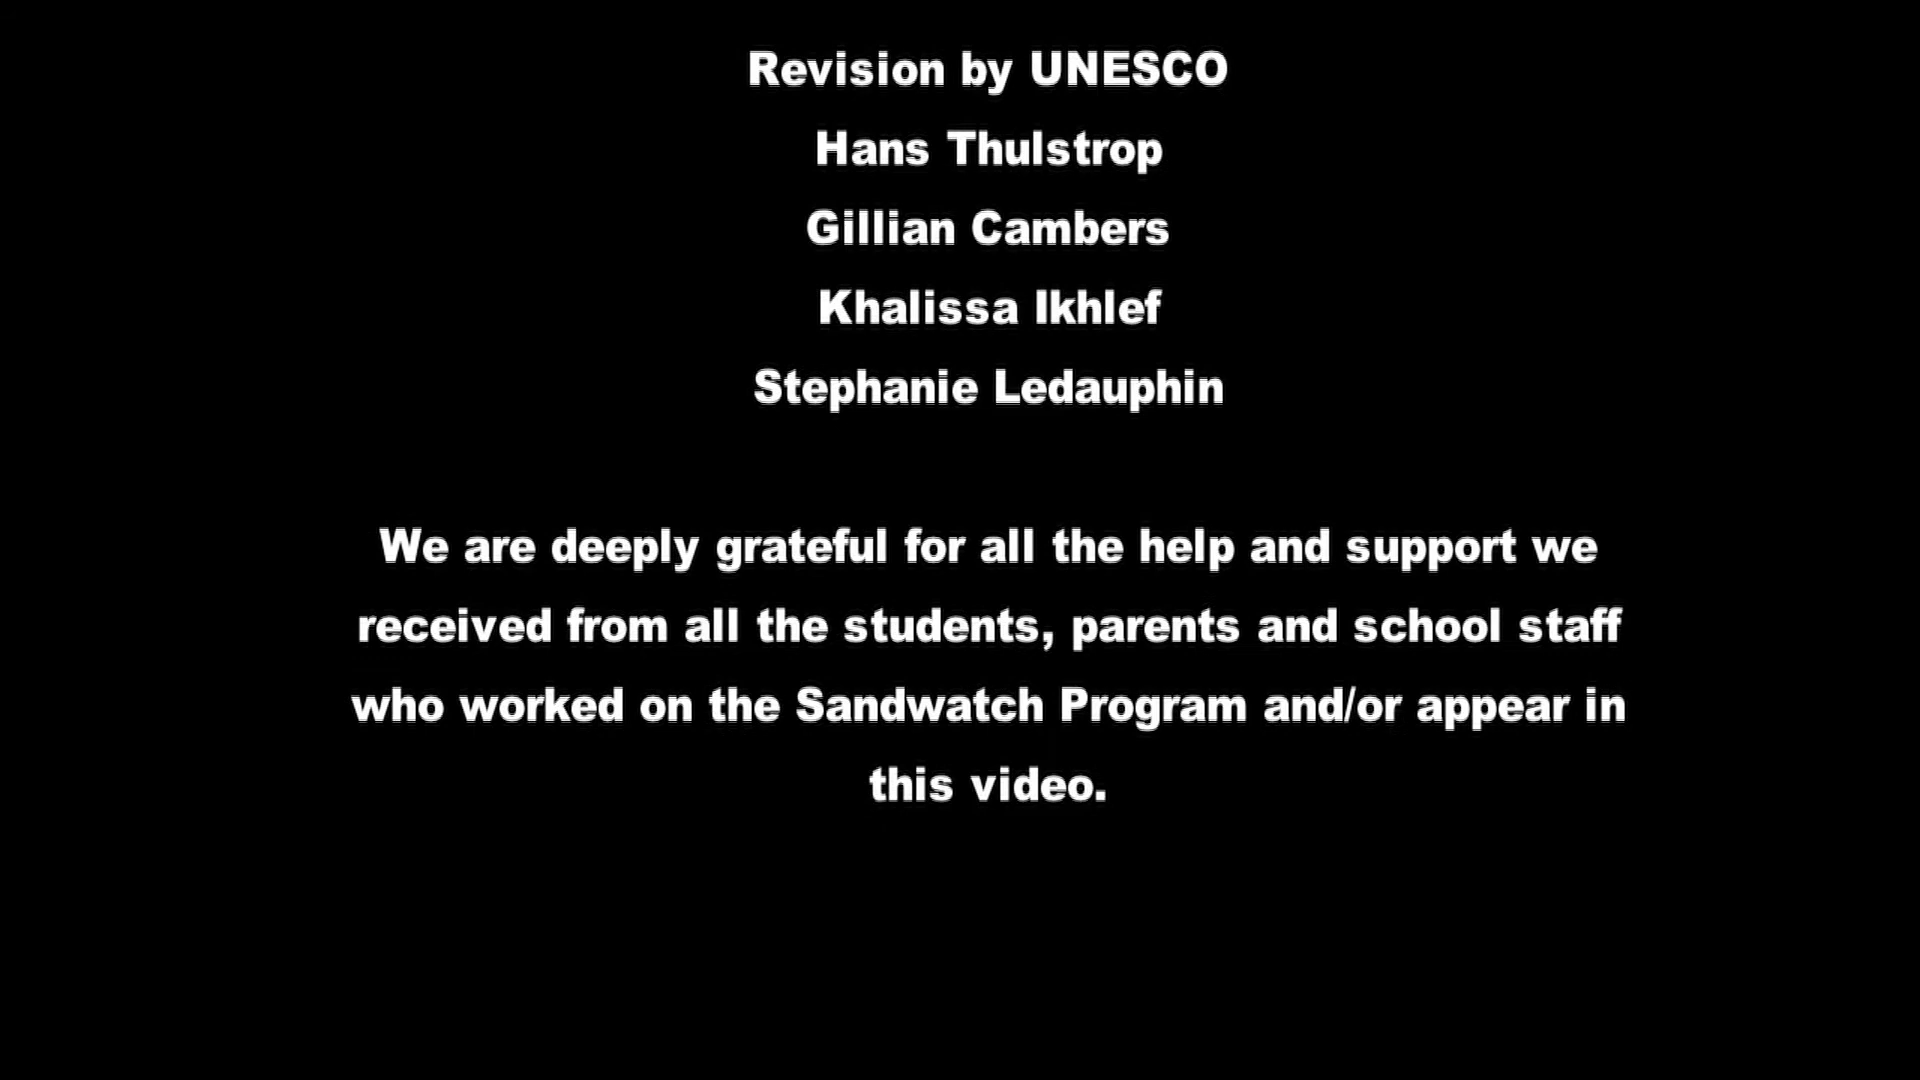 Revision by UNESCO
Hans Thulstrop
Gillian Cambers
Khalissa Ikhlef
Stephanie Ledauphin
We are deeply grateful for all the help and support we
received from all the students, parents and school staff
who worked on the Sandwatch Program and/or appear in
this video.